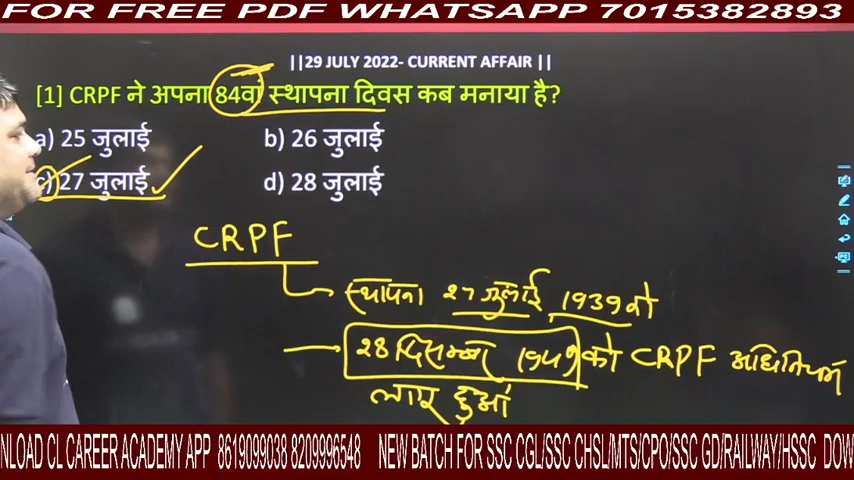 FOR FREE PDF WHATSAPP 7015382893
||29 JULY 2022- CURRENT AFFAIR ||
[1] CRPF ने अपना 84वां स्थापना दिवस कब मनाया है?
a) 25 जुलाई b) 26 जुलाई
c) 27 जुलाई d) 28 जुलाई
CRPF
स्थापना 27 जुलाई 1939 को
28 दिसम्बर 1949 को CRPF अधिनियम
लागू हुआ
NLOAD CL CAREER ACADEMY APP 8619099038 8209996548 NEW BATCH FOR SSC CGL/SSC CHSL/MTS/CPO/SSC GD/RAILWAY/HSSC DOW